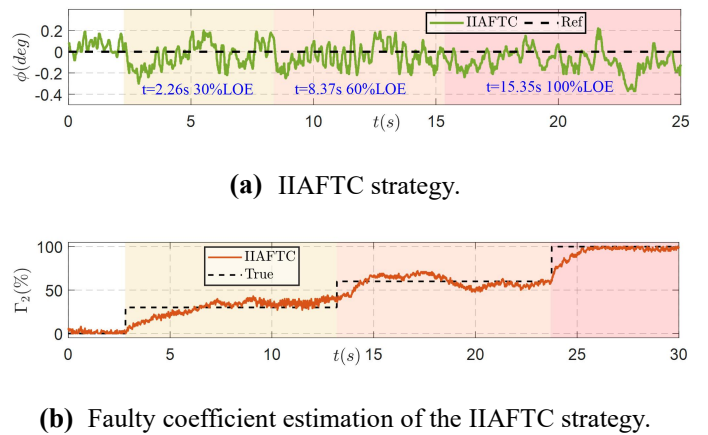 IIAFTC Ref
0.2
0
-0.2
-0.4
ϕ(deg)
t=2.26s 30%LOE t=8.37s 60%LOE t=15.35s 100%LOE
0 5 10 15 20 25
t(s)
(a) IIAFTC strategy.
100
50
0
Γ₂(%)
IIAFTC
True
0 5 10 15 20 25 30
t(s)
(b) Faulty coefficient estimation of the IIAFTC strategy.